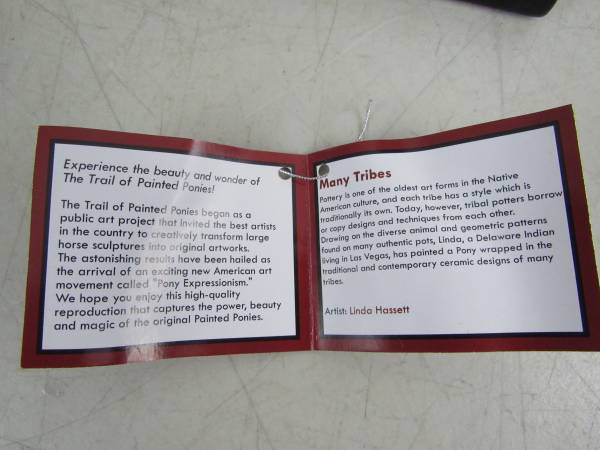 Experience the beauty and wonder of
The Trail of Painted Ponies!
The Trail of Painted Ponies began as a
public art project that invited the best artists
in the country to creatively transform large
horse sculptures into original artworks.
The astonishing results have been hailed as
the arrival of an exciting new American art
movement called "Pony Expressionism."
We hope you enjoy this high-quality
reproduction that captures the power, beauty
and magic of the original Painted Ponies.
Many Tribes
Pottery is one of the oldest art forms in the Native
American culture, and each tribe has a style which is
traditionally its own. Today, however, tribal potters borrow
or copy designs and techniques from each other.
Drawing on the diverse animal and geometric patterns
found on many authentic pots, Linda, a Delaware Indian
living in Las Vegas, has painted a Pony wrapped in the
traditional and contemporary ceramic designs of many
tribes.
Artist: Linda Hassett